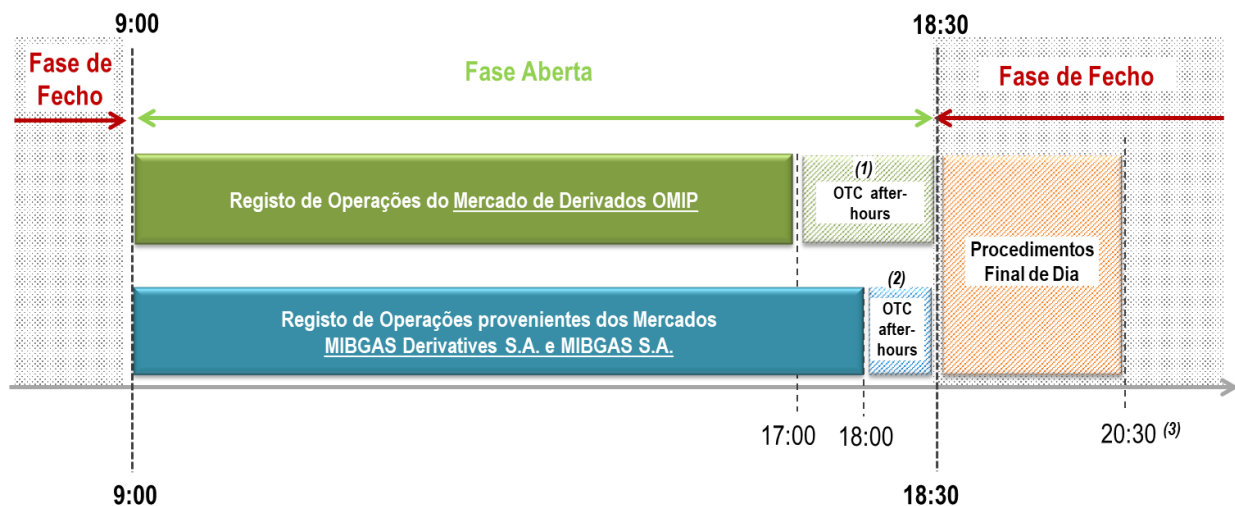 9:00
18:30
Fase de
Fecho
Fase Aberta
Fase de Fecho
Registo de Operações do Mercado de Derivados OMIP
(1)
OTC after-
hours
Procedimentos
Final de Dia
Registo de Operações provenientes dos Mercados
MIBGAS Derivatives S.A. e MIBGAS S.A.
(2)
OTC
after-
hours
17:00
18:00
20:30 (3)
9:00
18:30